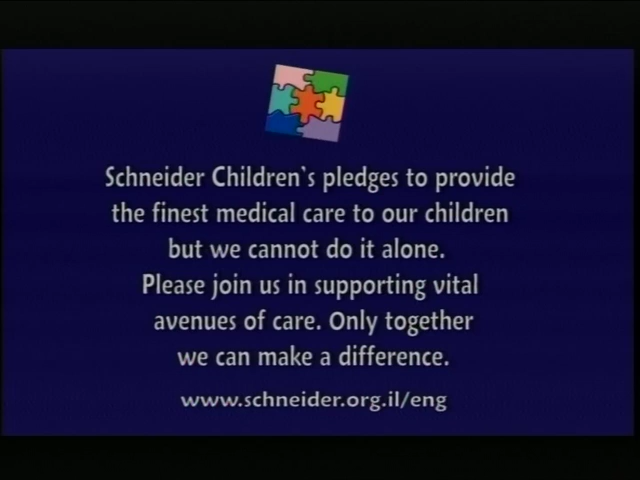 Schneider Children`s pledges to provide
the finest medical care to our children
but we cannot do it alone.
Please join us in supporting vital
avenues of care. Only together
we can make a difference.
www.schneider.org.il/eng